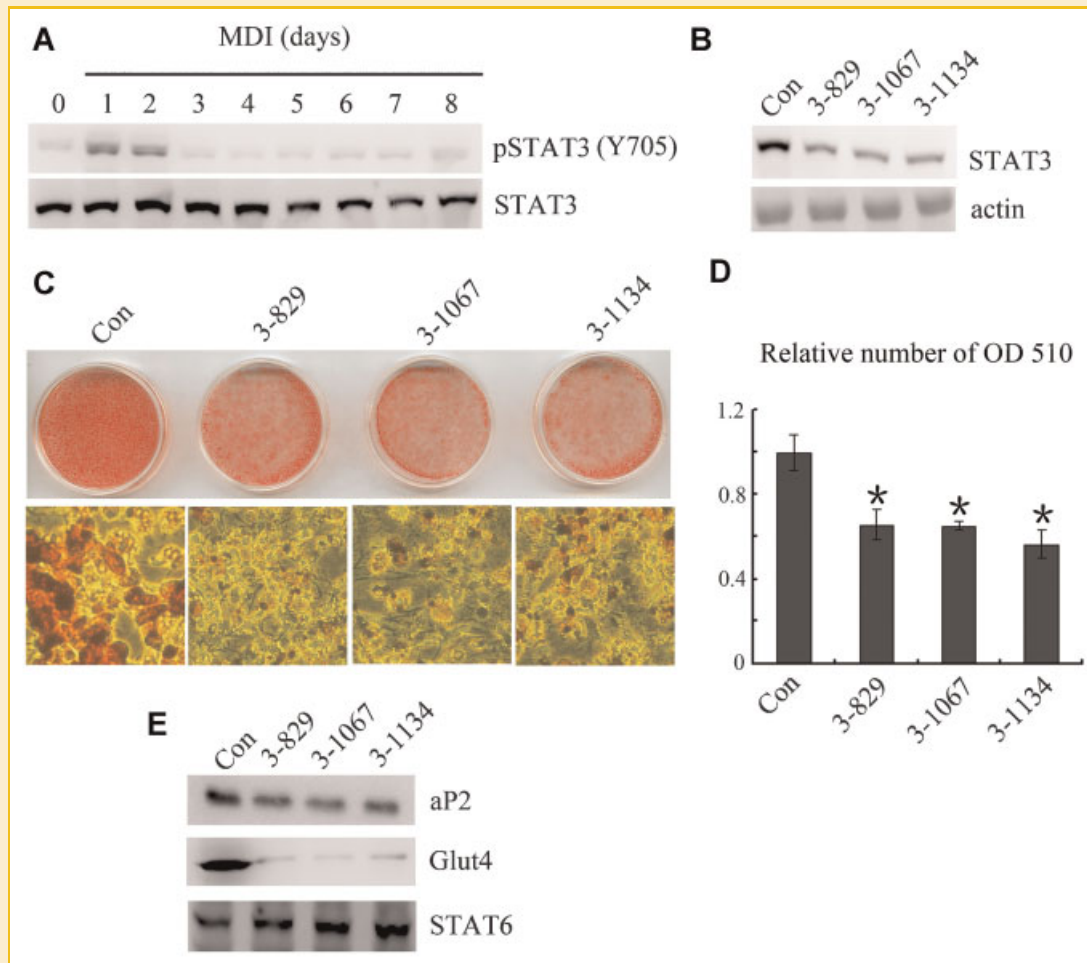 A
MDI (days)
0 1 2 3 4 5 6 7 8
pSTAT3 (Y705)
STAT3
B
Con 3-829 3-1067 3-1134
STAT3
actin
C
Con 3-829 3-1067 3-1134
D
Relative number of OD 510
1.2
0.8
0.4
0
* * *
Con 3-829 3-1067 3-1134
E
Con 3-829 3-1067 3-1134
aP2
Glut4
STAT6